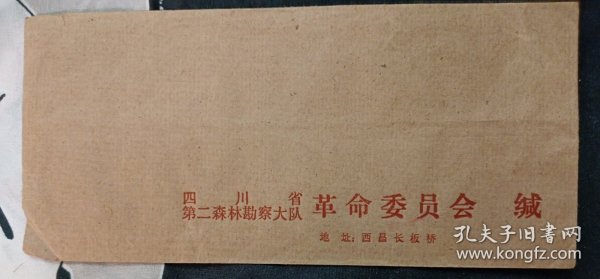 四川省
第二森林勘察大队 革命委员会 缄
地址:西昌长板桥
孔夫子旧书网
www.kongfz.com